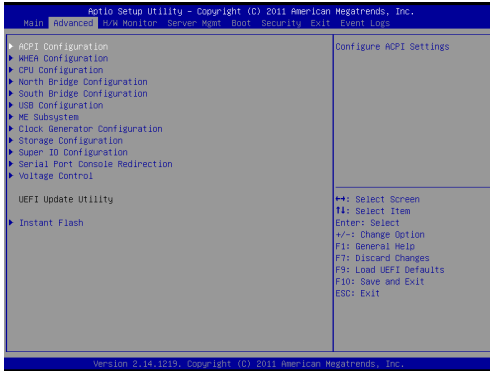 Aptio Setup Utility – Copyright (C) 2011 American Megatrends, Inc.
Main Advanced H/W Monitor Server Mgmt Boot Security Exit Event Logs
ACPI Configuration
WHEA Configuration
CPU Configuration
North Bridge Configuration
South Bridge Configuration
USB Configuration
ME Subsystem
Clock Generator Configuration
Storage Configuration
Super IO Configuration
Serial Port Console Redirection
Voltage Control
UEFI Update Utility
Instant Flash
Configure ACPI Settings
↔: Select Screen
↑↓: Select Item
Enter: Select
+/-: Change Option
F1: General Help
F7: Discard Changes
F9: Load UEFI Defaults
F10: Save and Exit
ESC: Exit
Version 2.14.1219. Copyright (C) 2011 American Megatrends, Inc.